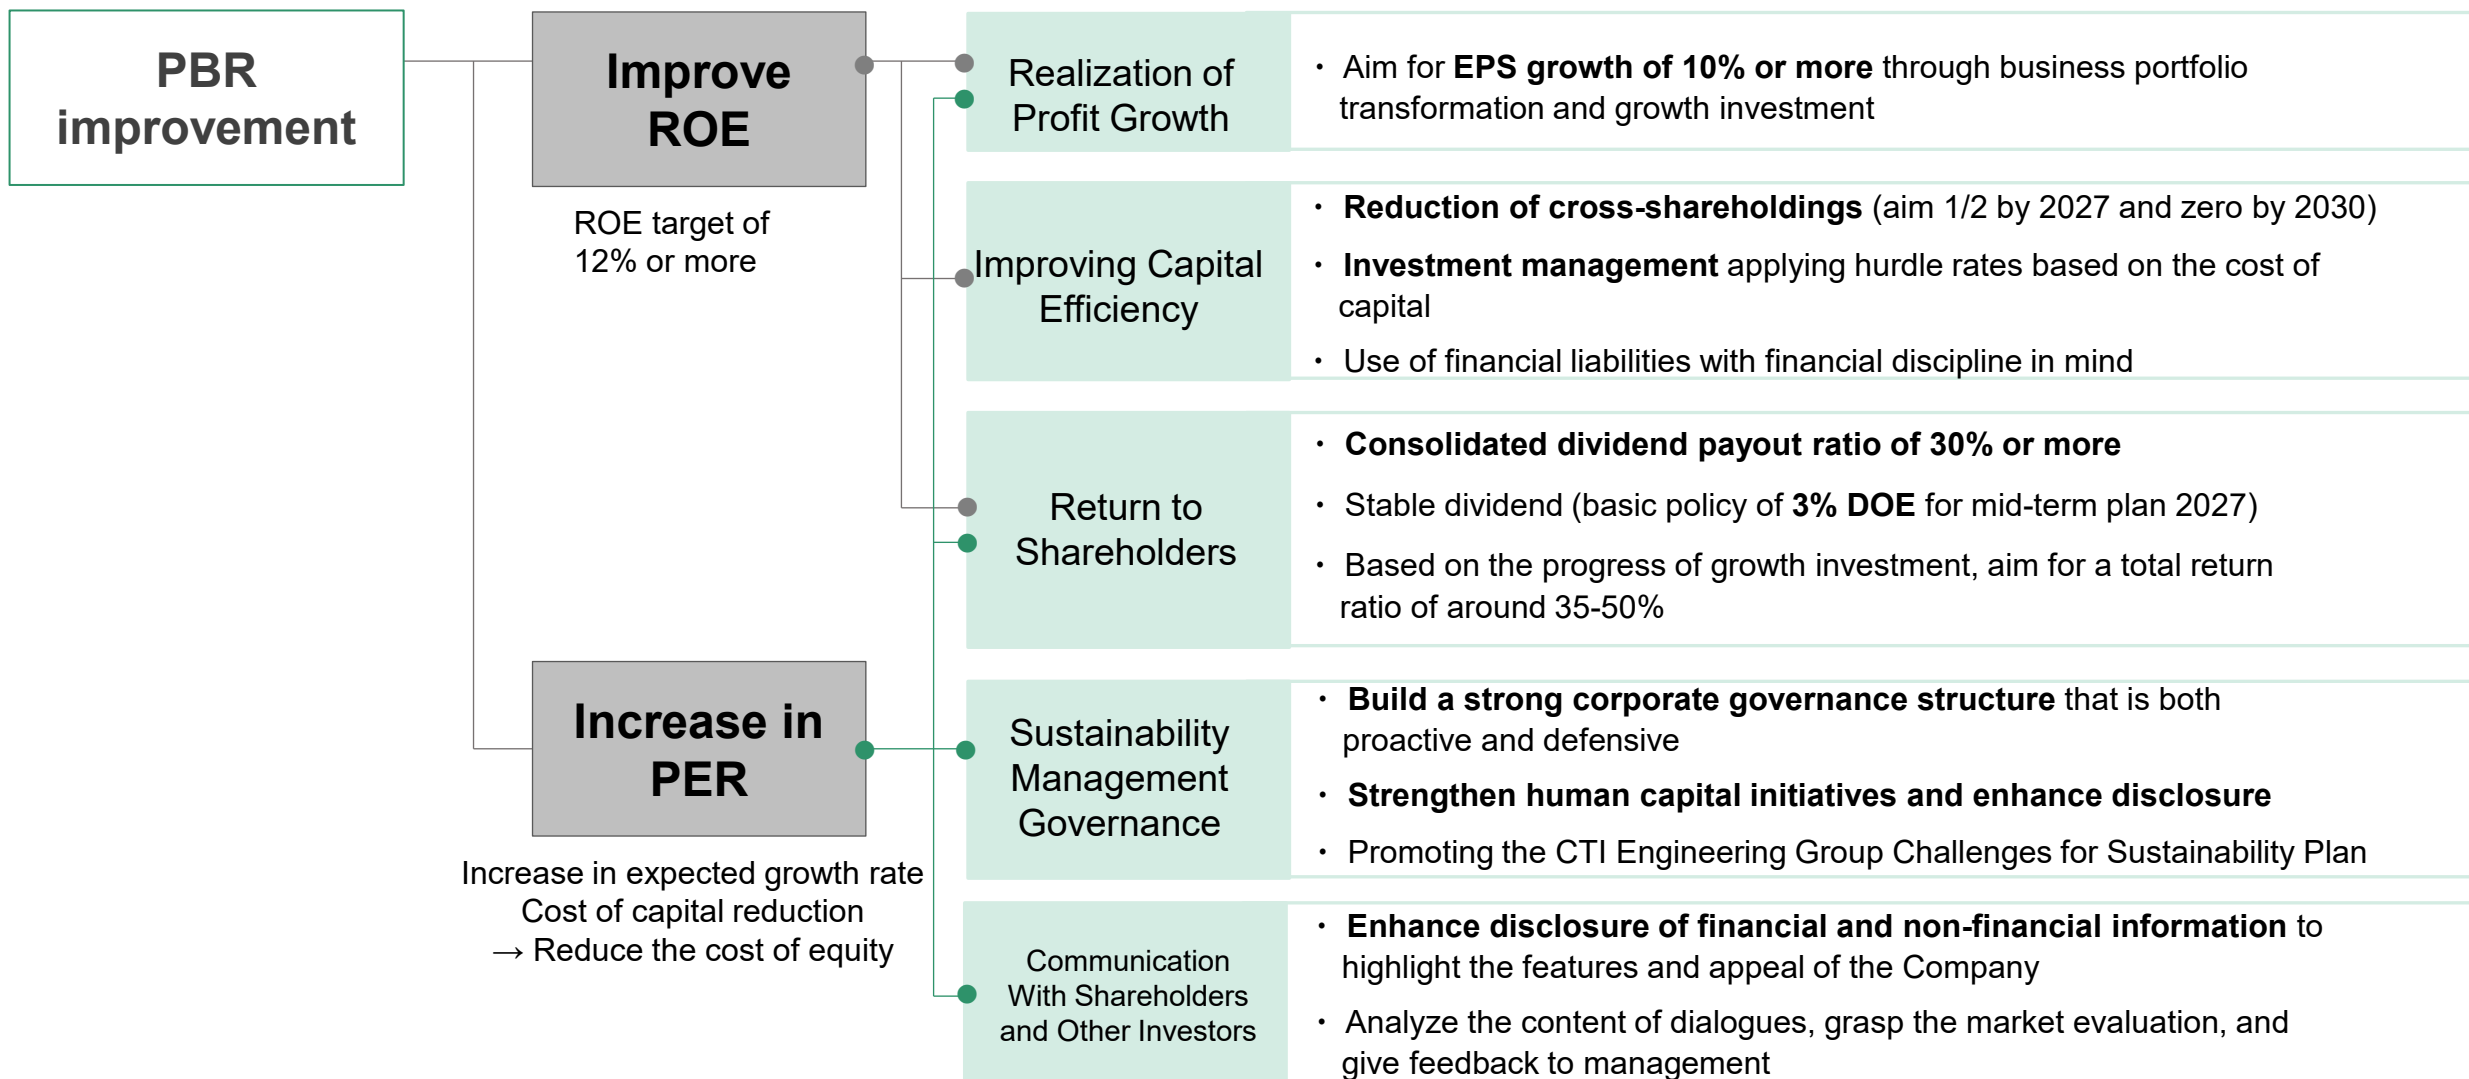 PBR
improvement
Improve
ROE
ROE target of
12% or more
Realization of
Profit Growth
・ Aim for EPS growth of 10% or more through business portfolio
transformation and growth investment
Improving Capital
Efficiency
・ Reduction of cross-shareholdings (aim 1/2 by 2027 and zero by 2030)
・ Investment management applying hurdle rates based on the cost of
capital
・ Use of financial liabilities with financial discipline in mind
Return to
Shareholders
・ Consolidated dividend payout ratio of 30% or more
・ Stable dividend (basic policy of 3% DOE for mid-term plan 2027)
・ Based on the progress of growth investment, aim for a total return
ratio of around 35-50%
Increase in
PER
Increase in expected growth rate
Cost of capital reduction
→ Reduce the cost of equity
Sustainability
Management
Governance
・ Build a strong corporate governance structure that is both
proactive and defensive
・ Strengthen human capital initiatives and enhance disclosure
・ Promoting the CTI Engineering Group Challenges for Sustainability Plan
Communication
With Shareholders
and Other Investors
・ Enhance disclosure of financial and non-financial information to
highlight the features and appeal of the Company
・ Analyze the content of dialogues, grasp the market evaluation, and
give feedback to management